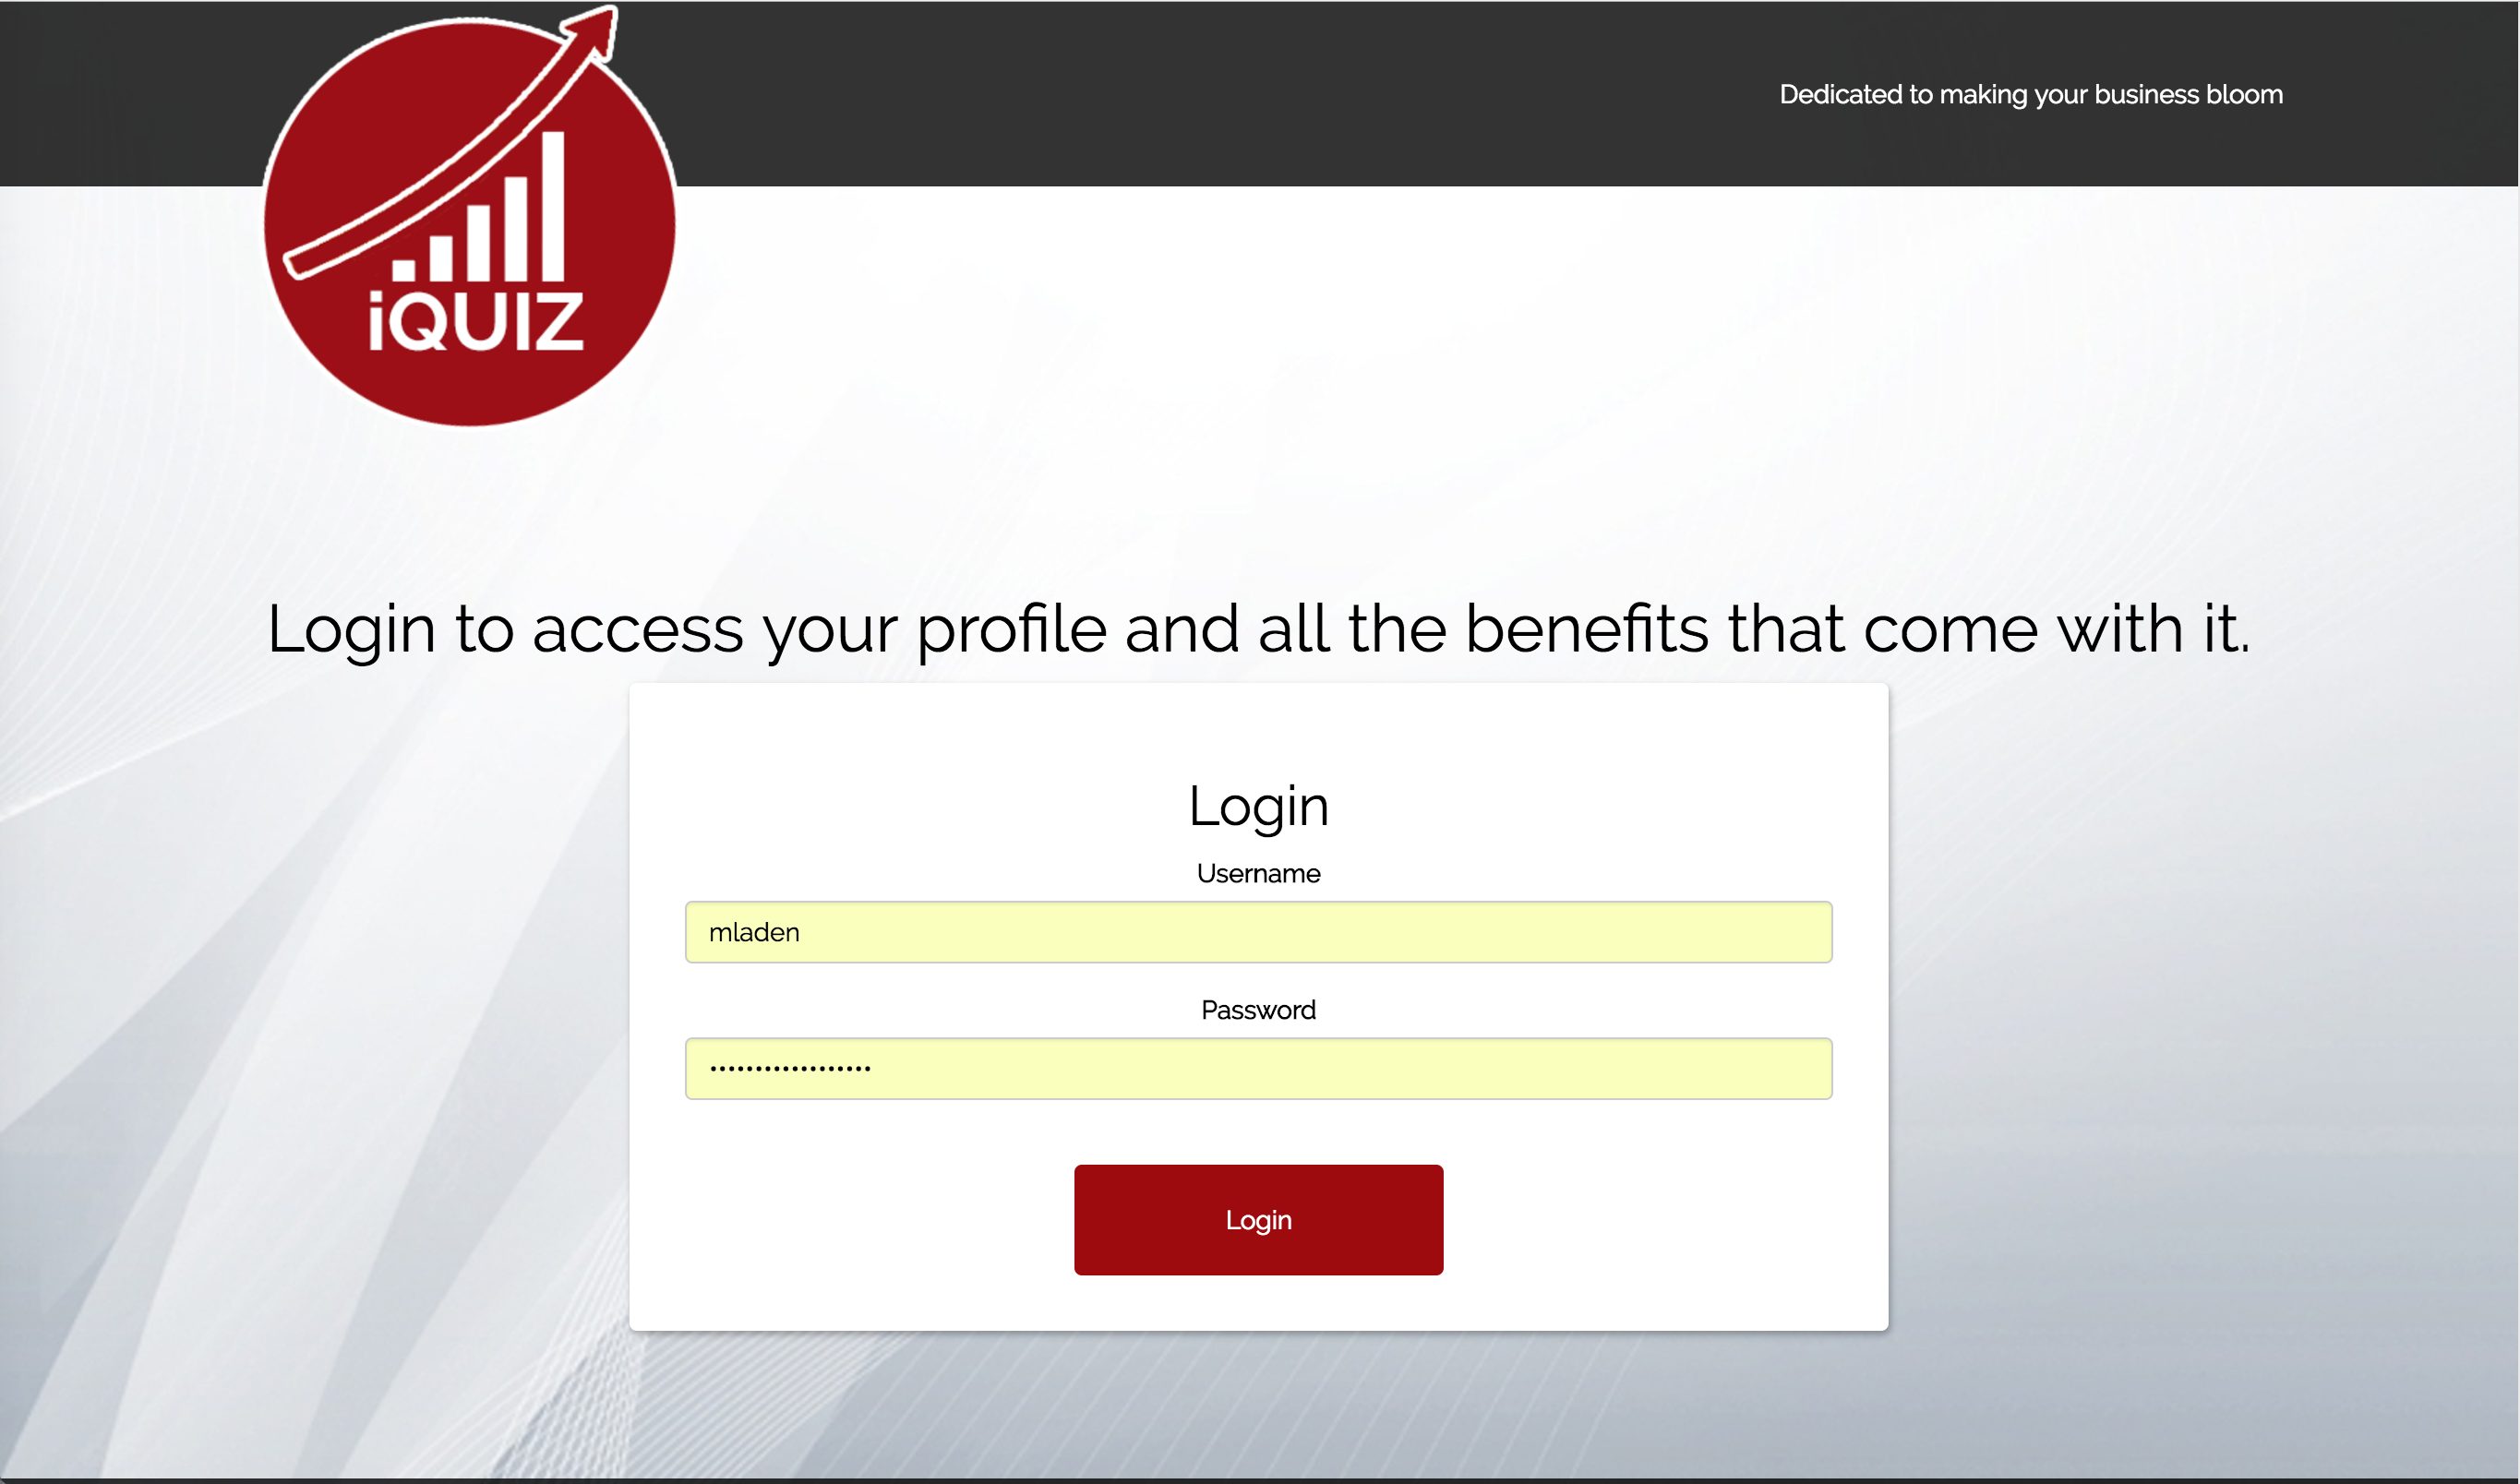 Dedicated to making your business bloom
iQUIZ
Login to access your profile and all the benefits that come with it.
Login
Username
mladen
Password
••••••••••••••••••
Login